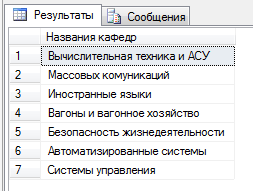 Результаты Сообщения
Названия кафедр
1 Вычислительная техника и АСУ
2 Массовых комуникаций
3 Иностранные языки
4 Вагоны и вагонное хозяйство
5 Безопасность жизнедеятельности
6 Автоматизированные системы
7 Системы управления